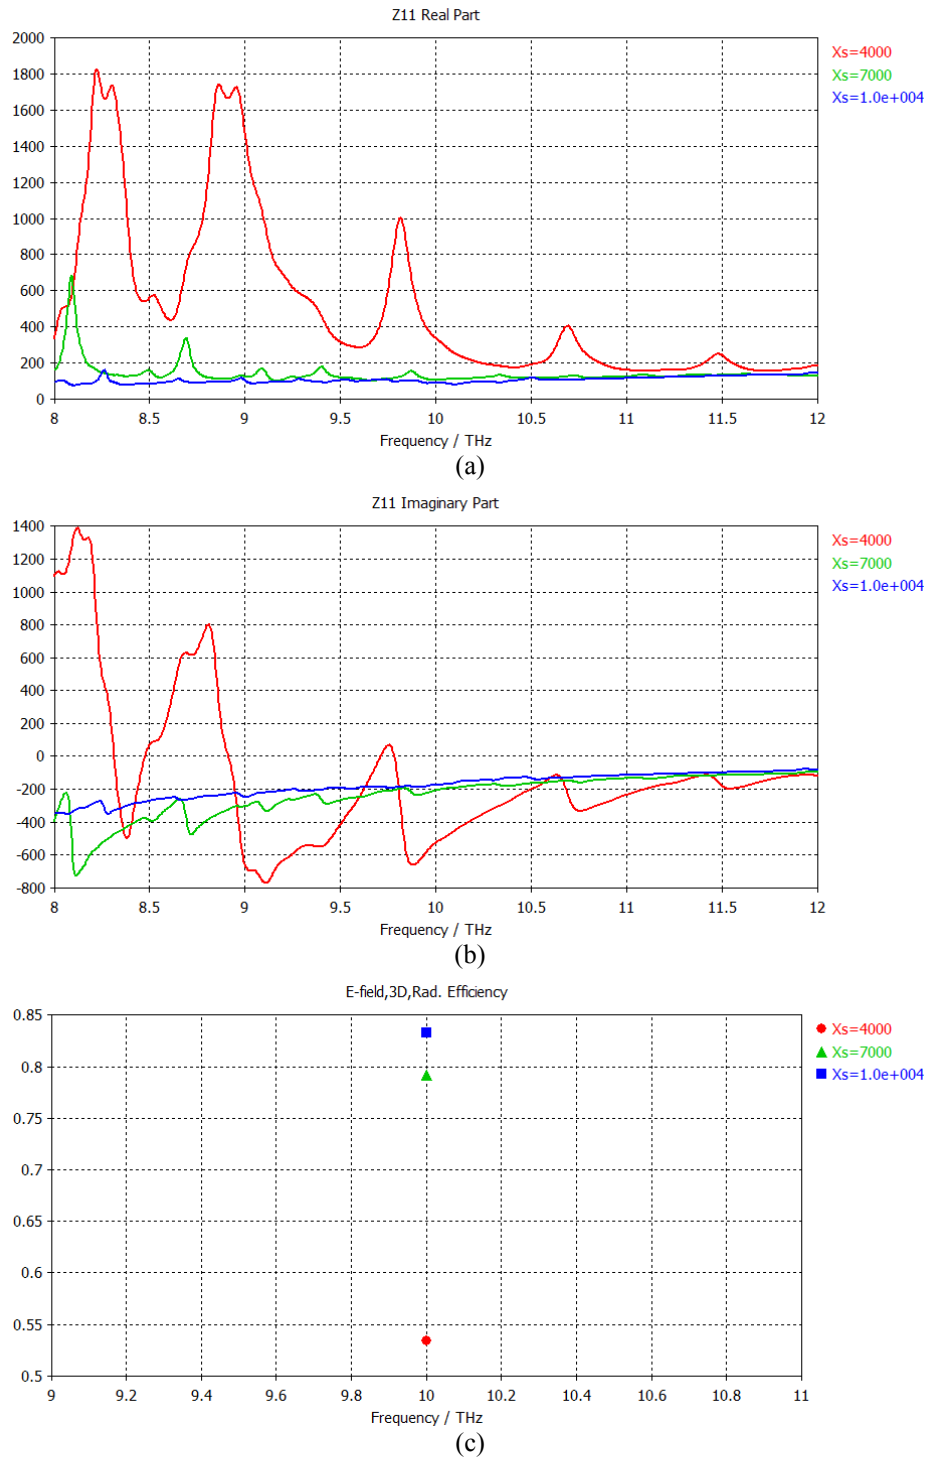 Z11 Real Part
2000
1800
1600
1400
1200
1000
800
600
400
200
0
8 8.5 9 9.5 10 10.5 11 11.5 12
Frequency / THz
Xs=4000
Xs=7000
Xs=1.0e+004
(a)
Z11 Imaginary Part
1400
1200
1000
800
600
400
200
0
-200
-400
-600
-800
8 8.5 9 9.5 10 10.5 11 11.5 12
Frequency / THz
Xs=4000
Xs=7000
Xs=1.0e+004
(b)
E-field,3D,Rad. Efficiency
0.85
0.8
0.75
0.7
0.65
0.6
0.55
0.5
9 9.2 9.4 9.6 9.8 10 10.2 10.4 10.6 10.8 11
Frequency / THz
Xs=4000
Xs=7000
Xs=1.0e+004
(c)